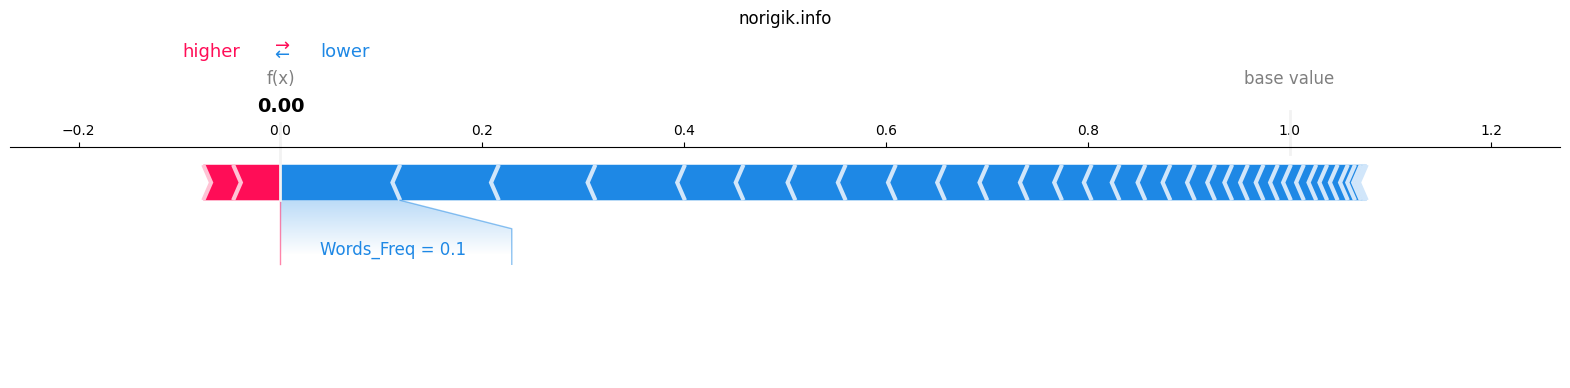 norigik.info
higher ⇄ lower
f(x) base value
0.00
−0.2 0.0 0.2 0.4 0.6 0.8 1.0 1.2
Words_Freq = 0.1